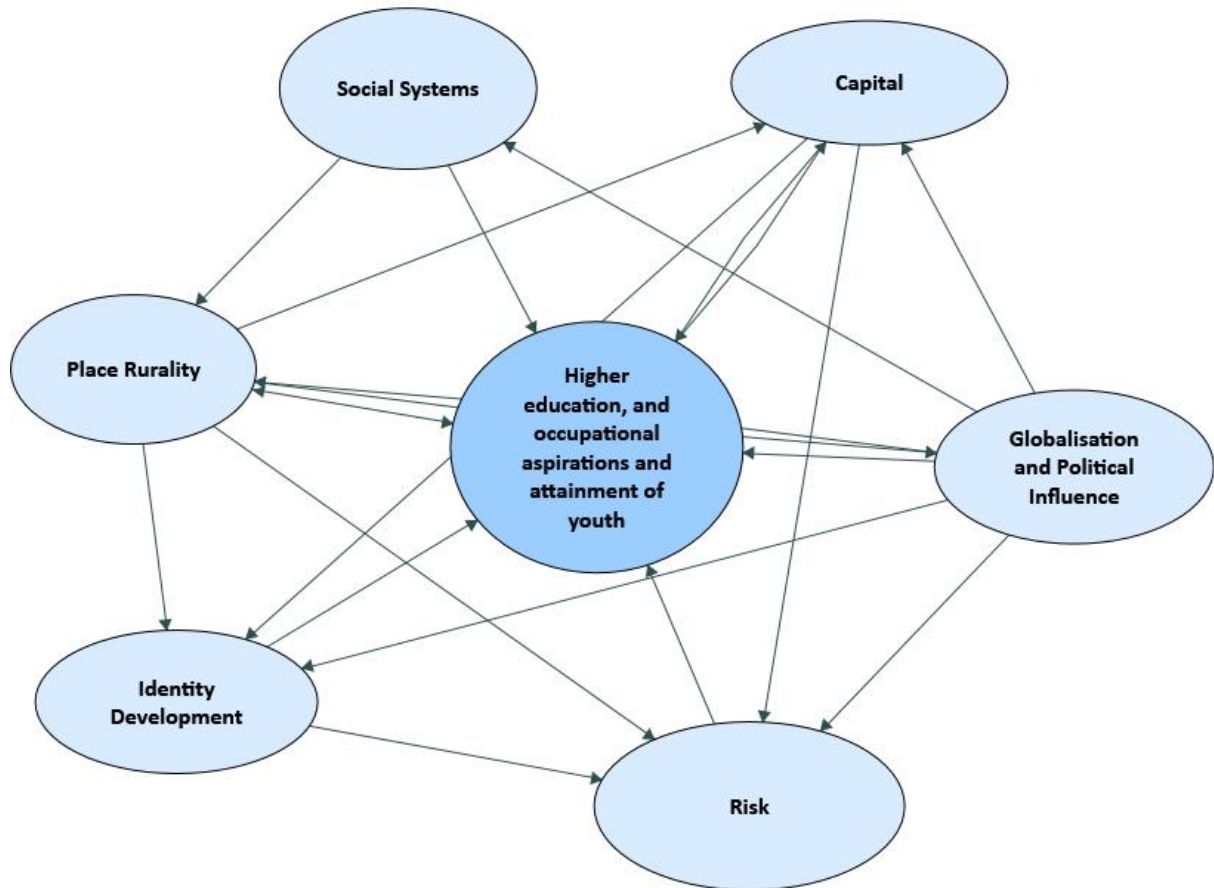 Social Systems
Capital
Place Rurality
Higher
education, and
occupational
aspirations and
attainment of
youth
Globalisation
and Political
Influence
Identity
Development
Risk